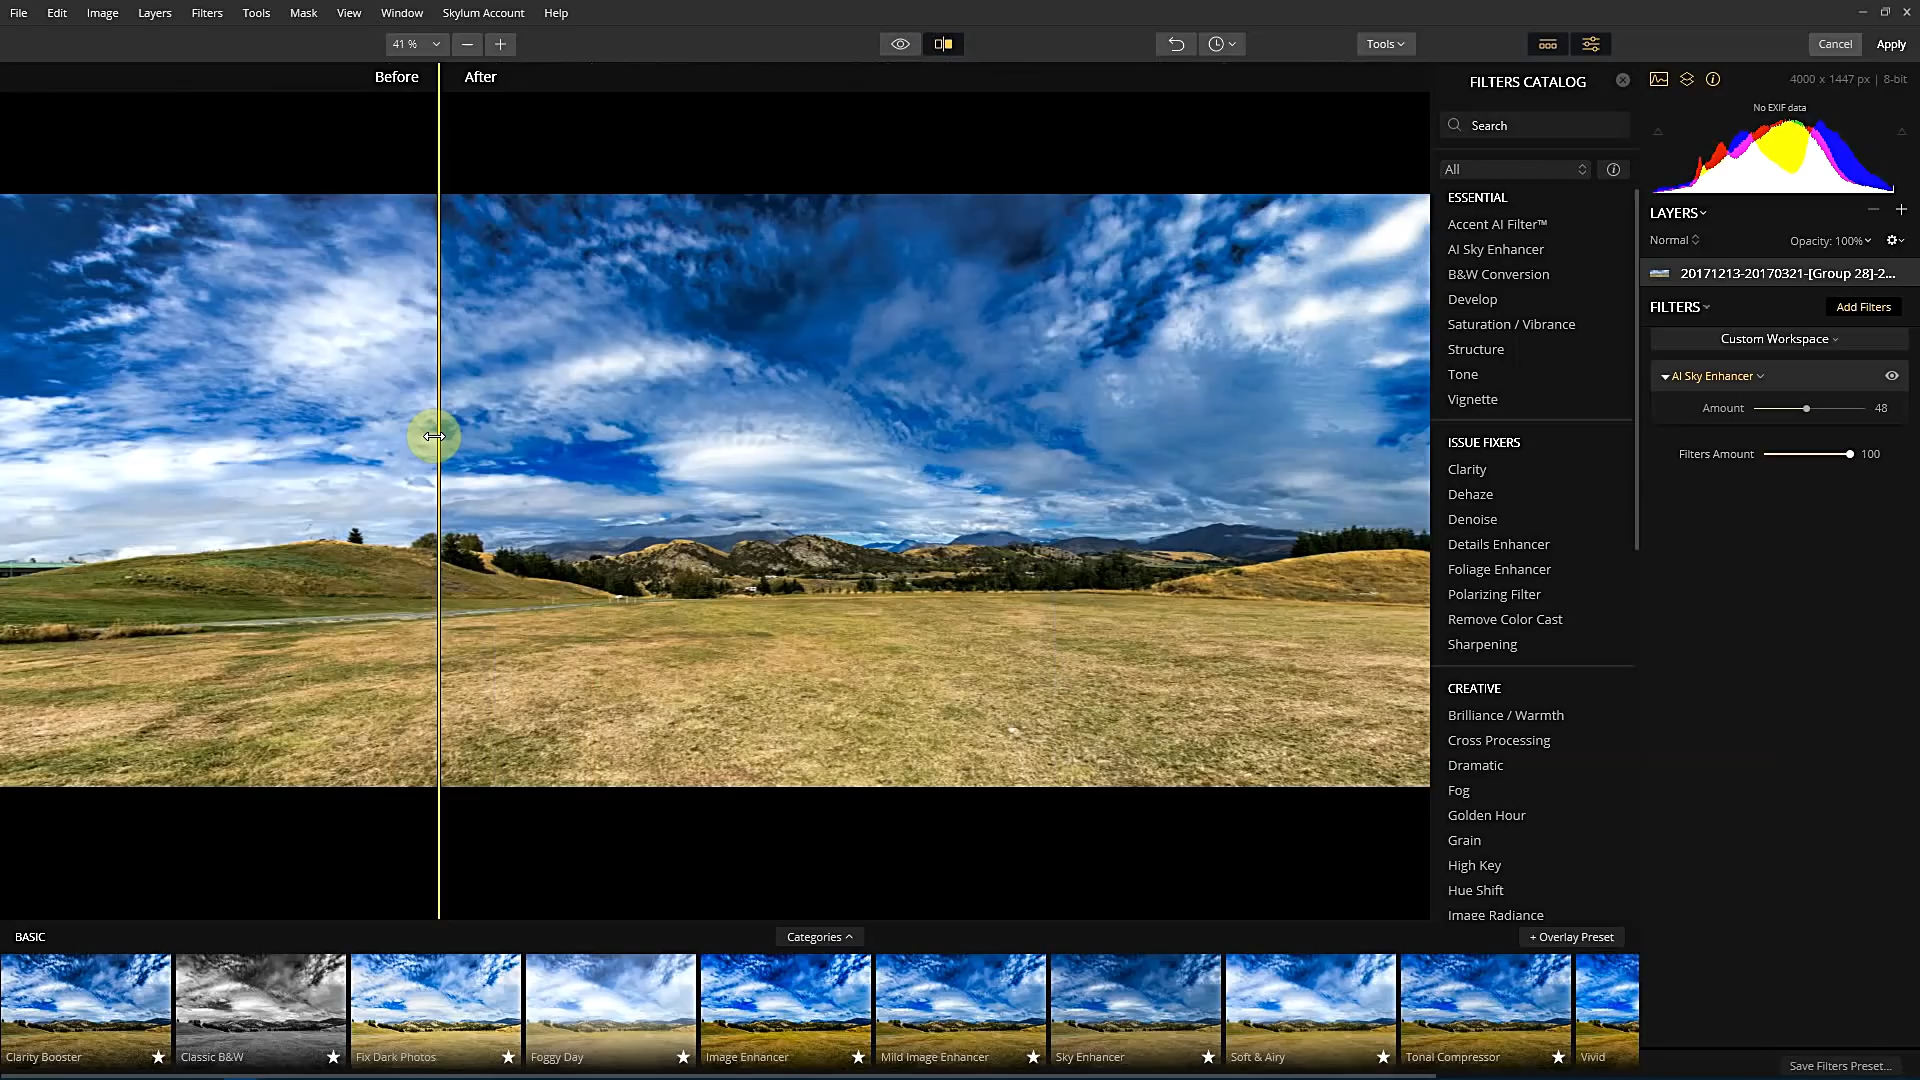 File Edit Image Layers Filters Tools Mask View Window Skylum Account Help
41 %
Tools
Cancel Apply
Before After
FILTERS CATALOG
Search
All
ESSENTIAL
Accent AI Filter™
AI Sky Enhancer
B&W Conversion
Develop
Saturation / Vibrance
Structure
Tone
Vignette
ISSUE FIXERS
Clarity
Dehaze
Denoise
Details Enhancer
Foliage Enhancer
Polarizing Filter
Remove Color Cast
Sharpening
CREATIVE
Brilliance / Warmth
Cross Processing
Dramatic
Fog
Golden Hour
Grain
High Key
Hue Shift
Image Radiance
4000 x 1447 px | 8-bit
No EXIF data
LAYERS
Normal Opacity: 100%
20171213-20170321-[Group 28]-2...
FILTERS Add Filters
Custom Workspace
AI Sky Enhancer
Amount 48
Filters Amount 100
BASIC Categories + Overlay Preset
Clarity Booster Classic B&W Fix Dark Photos Foggy Day Image Enhancer Mild Image Enhancer Sky Enhancer Soft & Airy Tonal Compressor Vivid
Save Filters Preset...